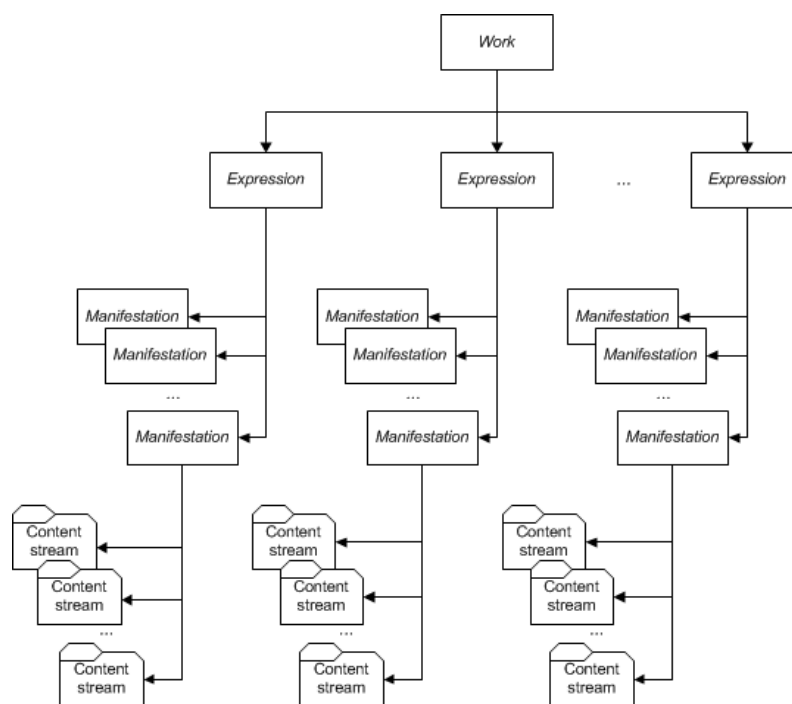 Work
Expression
Expression
...
Expression
Manifestation
Manifestation
Manifestation
Manifestation
Manifestation
Manifestation
...
...
...
Manifestation
Manifestation
Manifestation
Content
stream
Content
stream
Content
stream
Content
stream
Content
stream
Content
stream
...
...
...
Content
stream
Content
stream
Content
stream